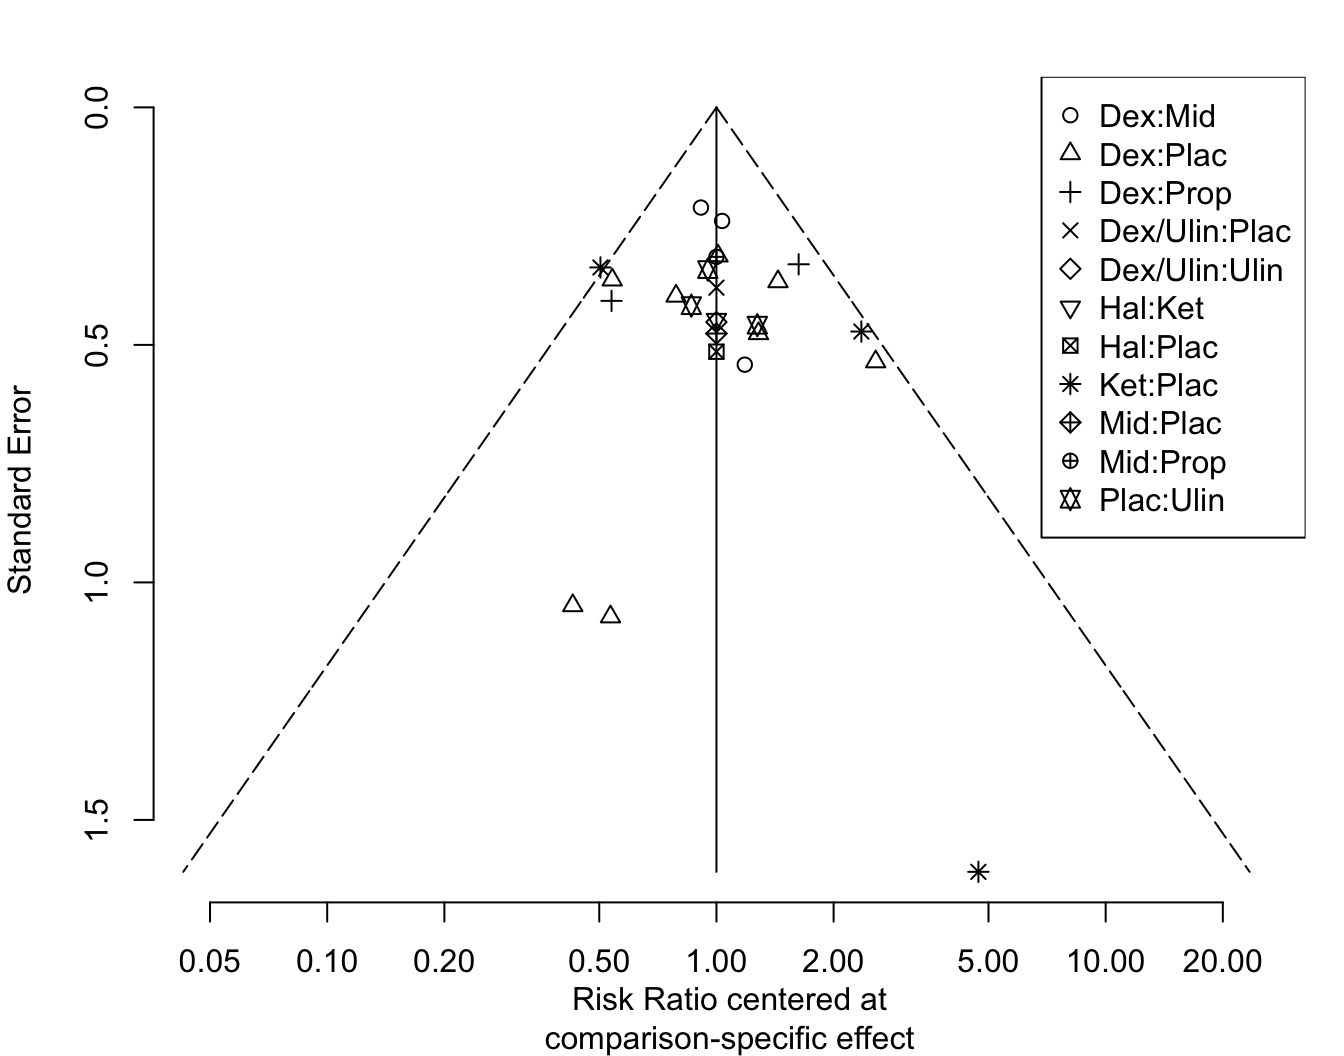 0.0
0.5
1.0
1.5
Standard Error
Dex:Mid
Dex:Plac
Dex:Prop
Dex/Ulin:Plac
Dex/Ulin:Ulin
Hal:Ket
Hal:Plac
Ket:Plac
Mid:Plac
Mid:Prop
Plac:Ulin
0.05 0.10 0.20 0.50 1.00 2.00 5.00 10.00 20.00
Risk Ratio centered at
comparison-specific effect